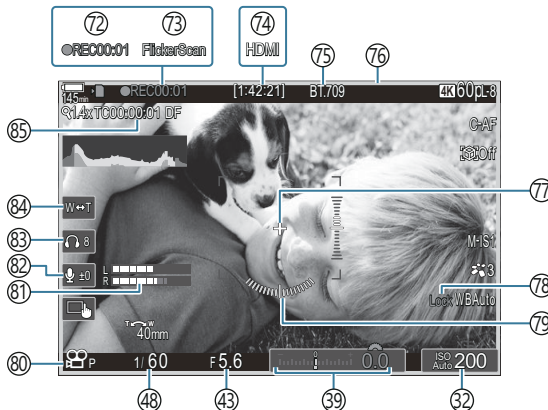 72 73 74 75 76
●REC00:01 FlickerScan HDMI
145min ●REC00:01 [1:42:21] BT.709 4K 60p L-8
85 1.4x TC00:00:01 DF C-AF
Off
77
84 W↔T
83 8 M-IS1
82 ±0 L 3 78
81 R Lock WBAuto
79
T W
40mm
80 P 1/60 F5.6 0 0.0 ISO Auto 200
48 43 39 32